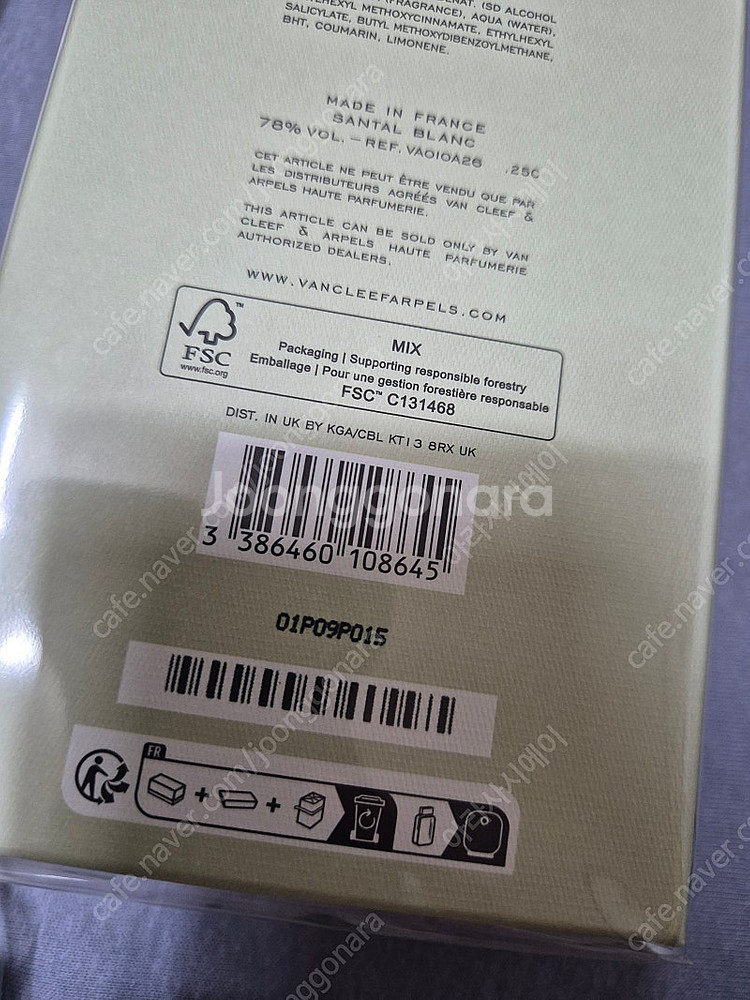 (SD ALCOHOL
(FRAGRANCE), AQUA (WATER),
METHOXYCINNAMATE, ETHYLHEXYL
SALICYLATE, BUTYL METHOXYDIBENZOYLMETHANE,
BHT, COUMARIN, LIMONENE.
MADE IN FRANCE
SANTAL BLANC
78% VOL. – REF. VA010A26 .25C
CET ARTICLE NE PEUT ÊTRE VENDU QUE PAR
LES DISTRIBUTEURS AGRÉÉS VAN CLEEF &
ARPELS HAUTE PARFUMERIE.
THIS ARTICLE CAN BE SOLD ONLY BY VAN
CLEEF & ARPELS HAUTE PARFUMERIE
AUTHORIZED DEALERS.
WWW.VANCLEEFARPELS.COM
FSC™
www.fsc.org
MIX
Packaging | Supporting responsible forestry
Emballage | Pour une gestion forestière responsable
FSC™ C131468
DIST. IN UK BY KGA/CBL KT13 8RX UK
Joonggonara
3 386460 108645
01P09P015
FR
cafe.naver.com/joonggonara